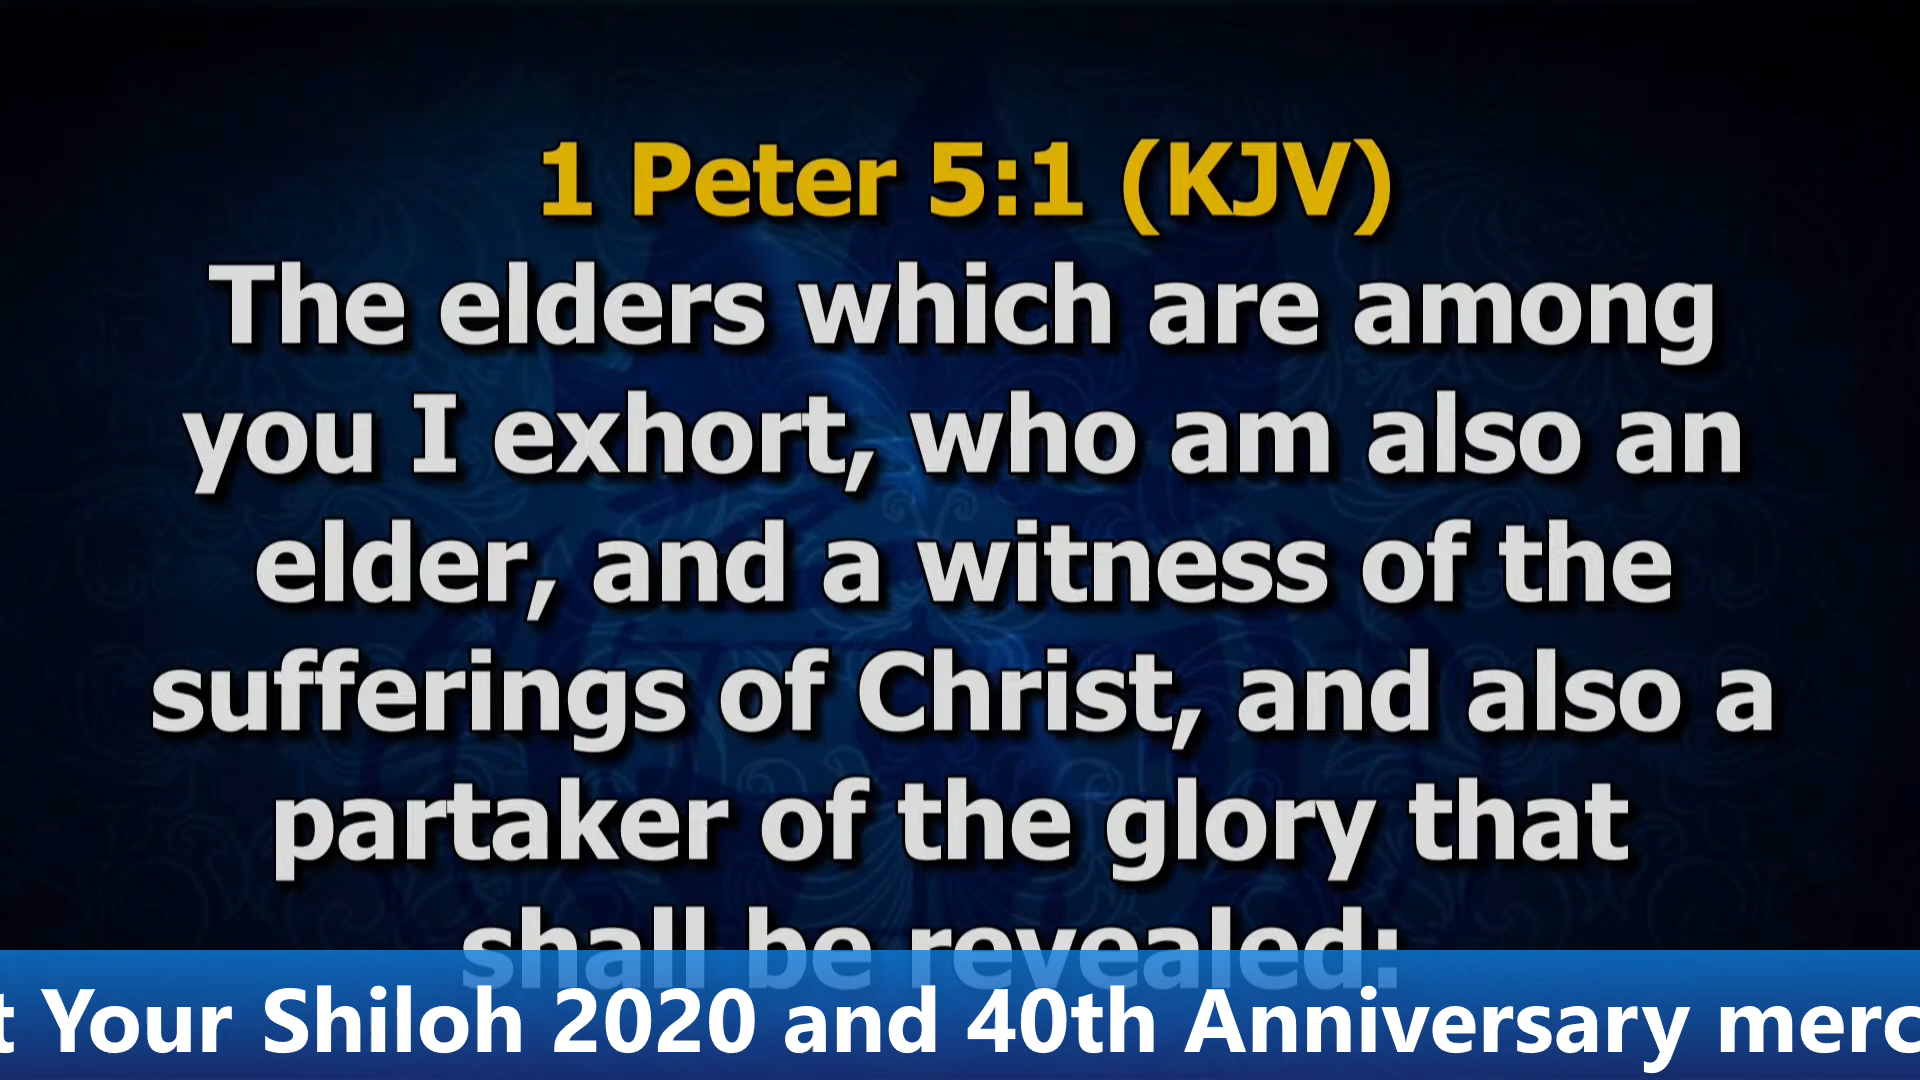 1 Peter 5:1 (KJV)
The elders which are among
you I exhort, who am also an
elder, and a witness of the
sufferings of Christ, and also a
partaker of the glory that
shall be revealed:
Your Shiloh 2020 and 40th Anniversary